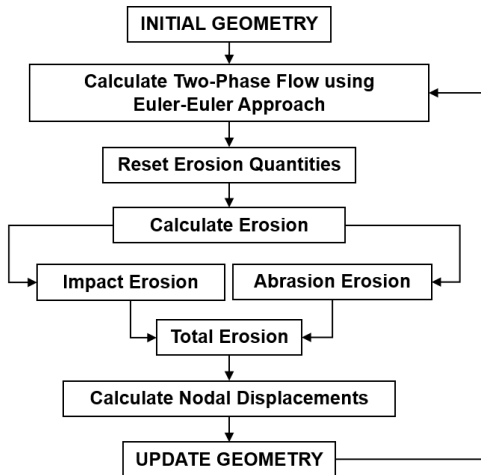 INITIAL GEOMETRY
Calculate Two-Phase Flow using
Euler-Euler Approach
Reset Erosion Quantities
Calculate Erosion
Impact Erosion
Abrasion Erosion
Total Erosion
Calculate Nodal Displacements
UPDATE GEOMETRY